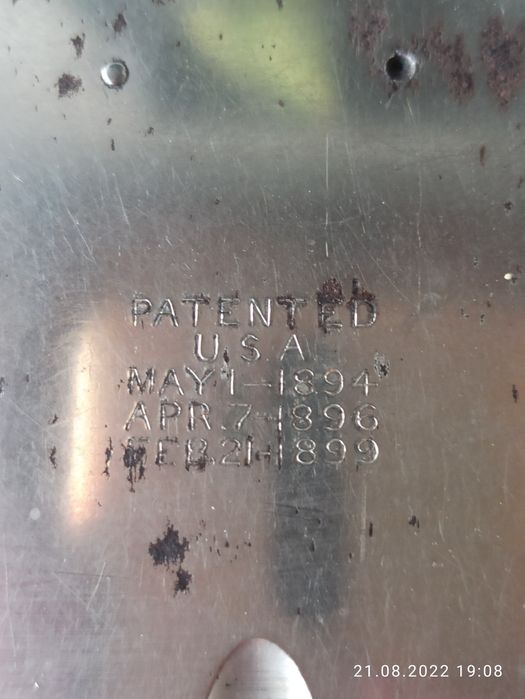 PATENTED
U.S.A.
MAY 1-1894
APR.7-1896
FEB.21-1899
21.08.2022 19:08